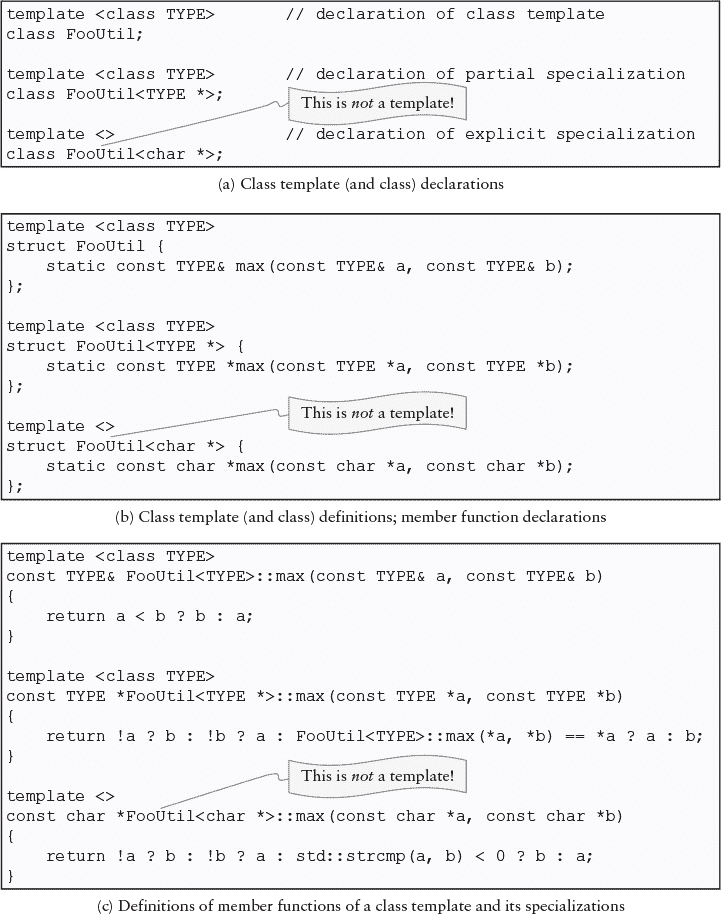 template <class TYPE>       // declaration of class template
class FooUtil;
template <class TYPE>       // declaration of partial specialization
class FooUtil<TYPE *>;
This is not a template!
template <>                 // declaration of explicit specialization
class FooUtil<char *>;
(a) Class template (and class) declarations
template <class TYPE>
struct FooUtil {
    static const TYPE& max(const TYPE& a, const TYPE& b);
};
template <class TYPE>
struct FooUtil<TYPE *> {
    static const TYPE *max(const TYPE *a, const TYPE *b);
};
This is not a template!
template <>
struct FooUtil<char *> {
    static const char *max(const char *a, const char *b);
};
(b) Class template (and class) definitions; member function declarations
template <class TYPE>
const TYPE& FooUtil<TYPE>::max(const TYPE& a, const TYPE& b)
{
    return a < b ? b : a;
}
template <class TYPE>
const TYPE *FooUtil<TYPE *>::max(const TYPE *a, const TYPE *b)
{
    return !a ? b : !b ? a : FooUtil<TYPE>::max(*a, *b) == *a ? a : b;
}
This is not a template!
template <>
const char *FooUtil<char *>::max(const char *a, const char *b)
{
    return !a ? b : !b ? a : std::strcmp(a, b) < 0 ? b : a;
}
(c) Definitions of member functions of a class template and its specializations